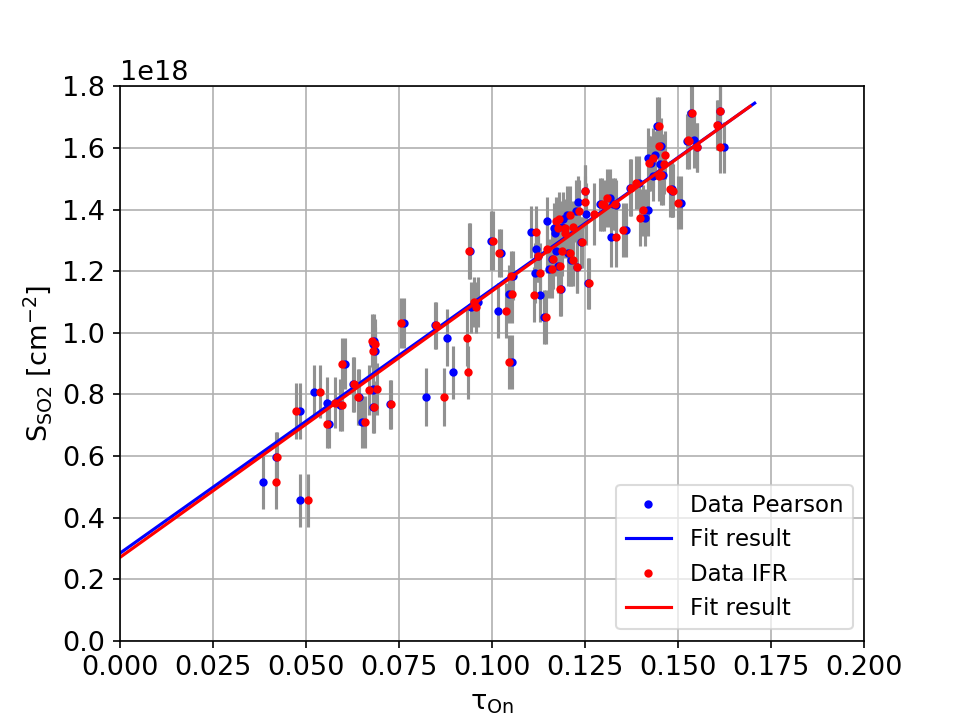 1e18
1.8
1.6
1.4
1.2
1.0
0.8
0.6
0.4
0.2
0.0
S_SO2 [cm⁻²]
Data Pearson
Fit result
Data IFR
Fit result
0.000 0.025 0.050 0.075 0.100 0.125 0.150 0.175 0.200
τ_On